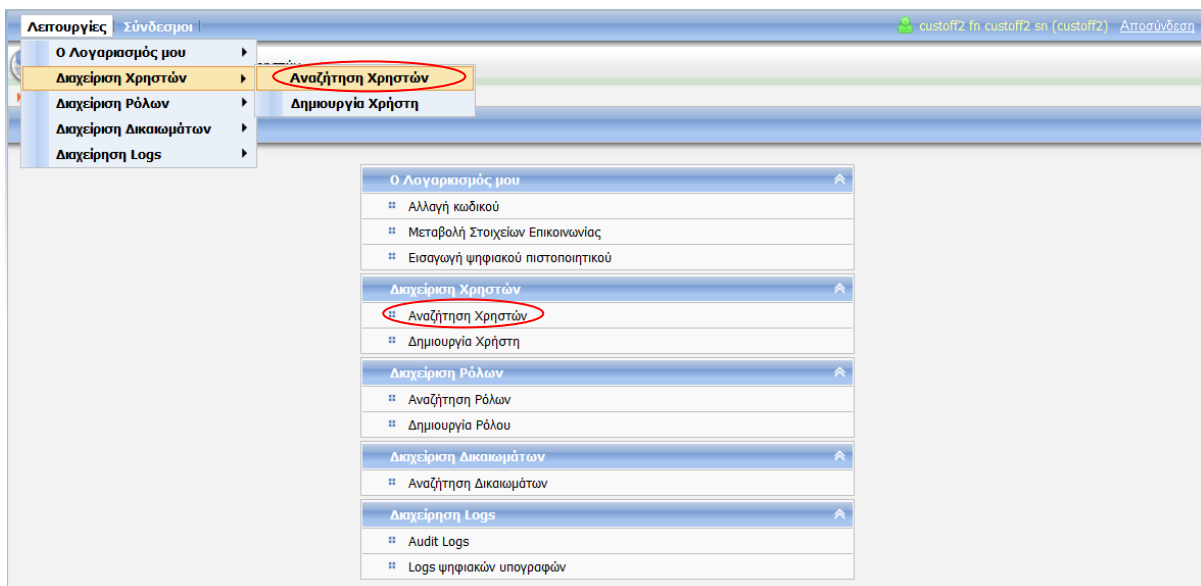 Λειτουργίες Σύνδεσμοι custoff2 fn custoff2 sn (custoff2) Αποσύνδεση
Ο Λογαριασμός μου
Διαχείριση Χρηστών Αναζήτηση Χρηστών
Διαχείριση Ρόλων Δημιουργία Χρήστη
Διαχείριση Δικαιωμάτων
Διαχείρηση Logs
Ο Λογαριασμός μου
Αλλαγή κωδικού
Μεταβολή Στοιχείων Επικοινωνίας
Εισαγωγή ψηφιακού πιστοποιητικού
Διαχείριση Χρηστών
Αναζήτηση Χρηστών
Δημιουργία Χρήστη
Διαχείριση Ρόλων
Αναζήτηση Ρόλων
Δημιουργία Ρόλου
Διαχείριση Δικαιωμάτων
Αναζήτηση Δικαιωμάτων
Διαχείρηση Logs
Audit Logs
Logs ψηφιακών υπογραφών